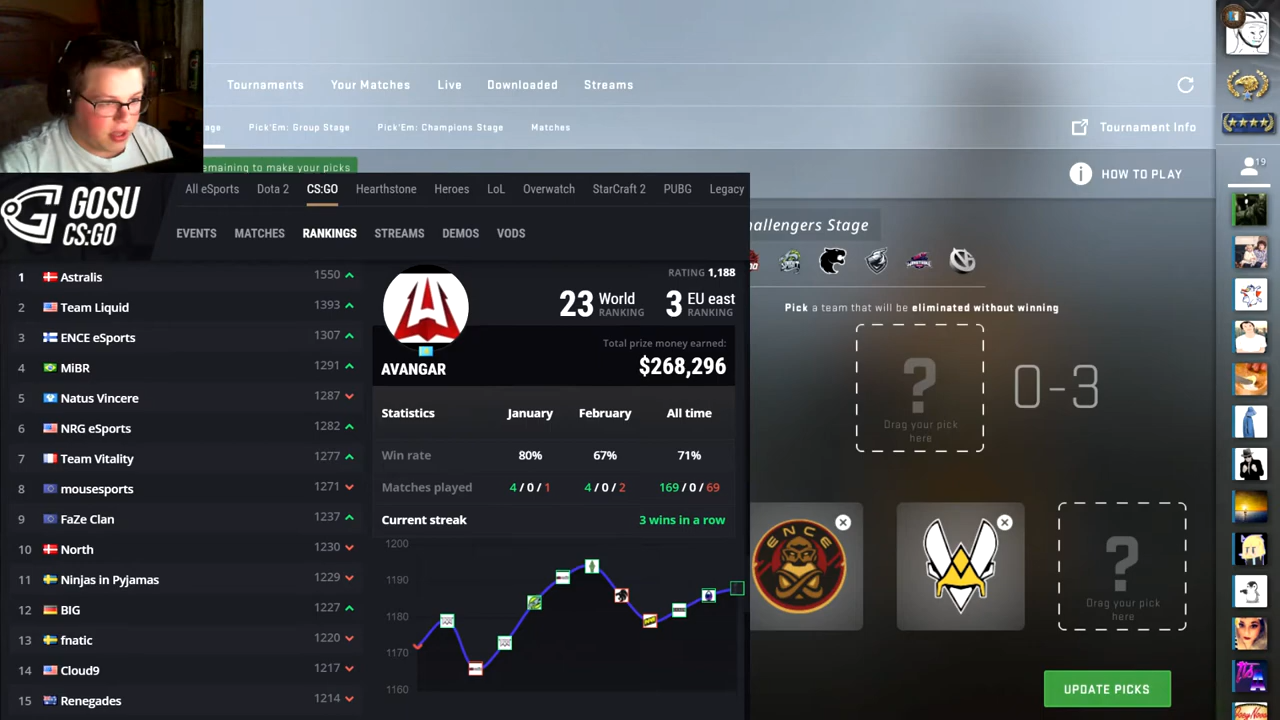 Tournaments Your Matches Live Downloaded Streams
Pick'Em: Group Stage Pick'Em: Champions Stage Matches
Tournament Info
emaining to make your picks
HOW TO PLAY
GOSU
CS:GO
All eSports Dota 2 CS:GO Hearthstone Heroes LoL Overwatch StarCraft 2 PUBG Legacy
EVENTS MATCHES RANKINGS STREAMS DEMOS VODS
1 Astralis 1550
2 Team Liquid 1393
3 ENCE eSports 1307
4 MiBR 1291
5 Natus Vincere 1287
6 NRG eSports 1282
7 Team Vitality 1277
8 mousesports 1271
9 FaZe Clan 1237
10 North 1230
11 Ninjas in Pyjamas 1229
12 BIG 1227
13 fnatic 1220
14 Cloud9 1217
15 Renegades 1214
RATING 1,188
23 World RANKING 3 EU east RANKING
AVANGAR
Total prize money earned:
$268,296
Statistics January February All time
Win rate 80% 67% 71%
Matches played 4 / 0 / 1 4 / 0 / 2 169 / 0 / 69
Current streak 3 wins in a row
1200
1190
1180
1170
1160
hallengers Stage
Pick a team that will be eliminated without winning
?
Drag your pick
here
0-3
ENCE
?
Drag your pick
here
UPDATE PICKS
19